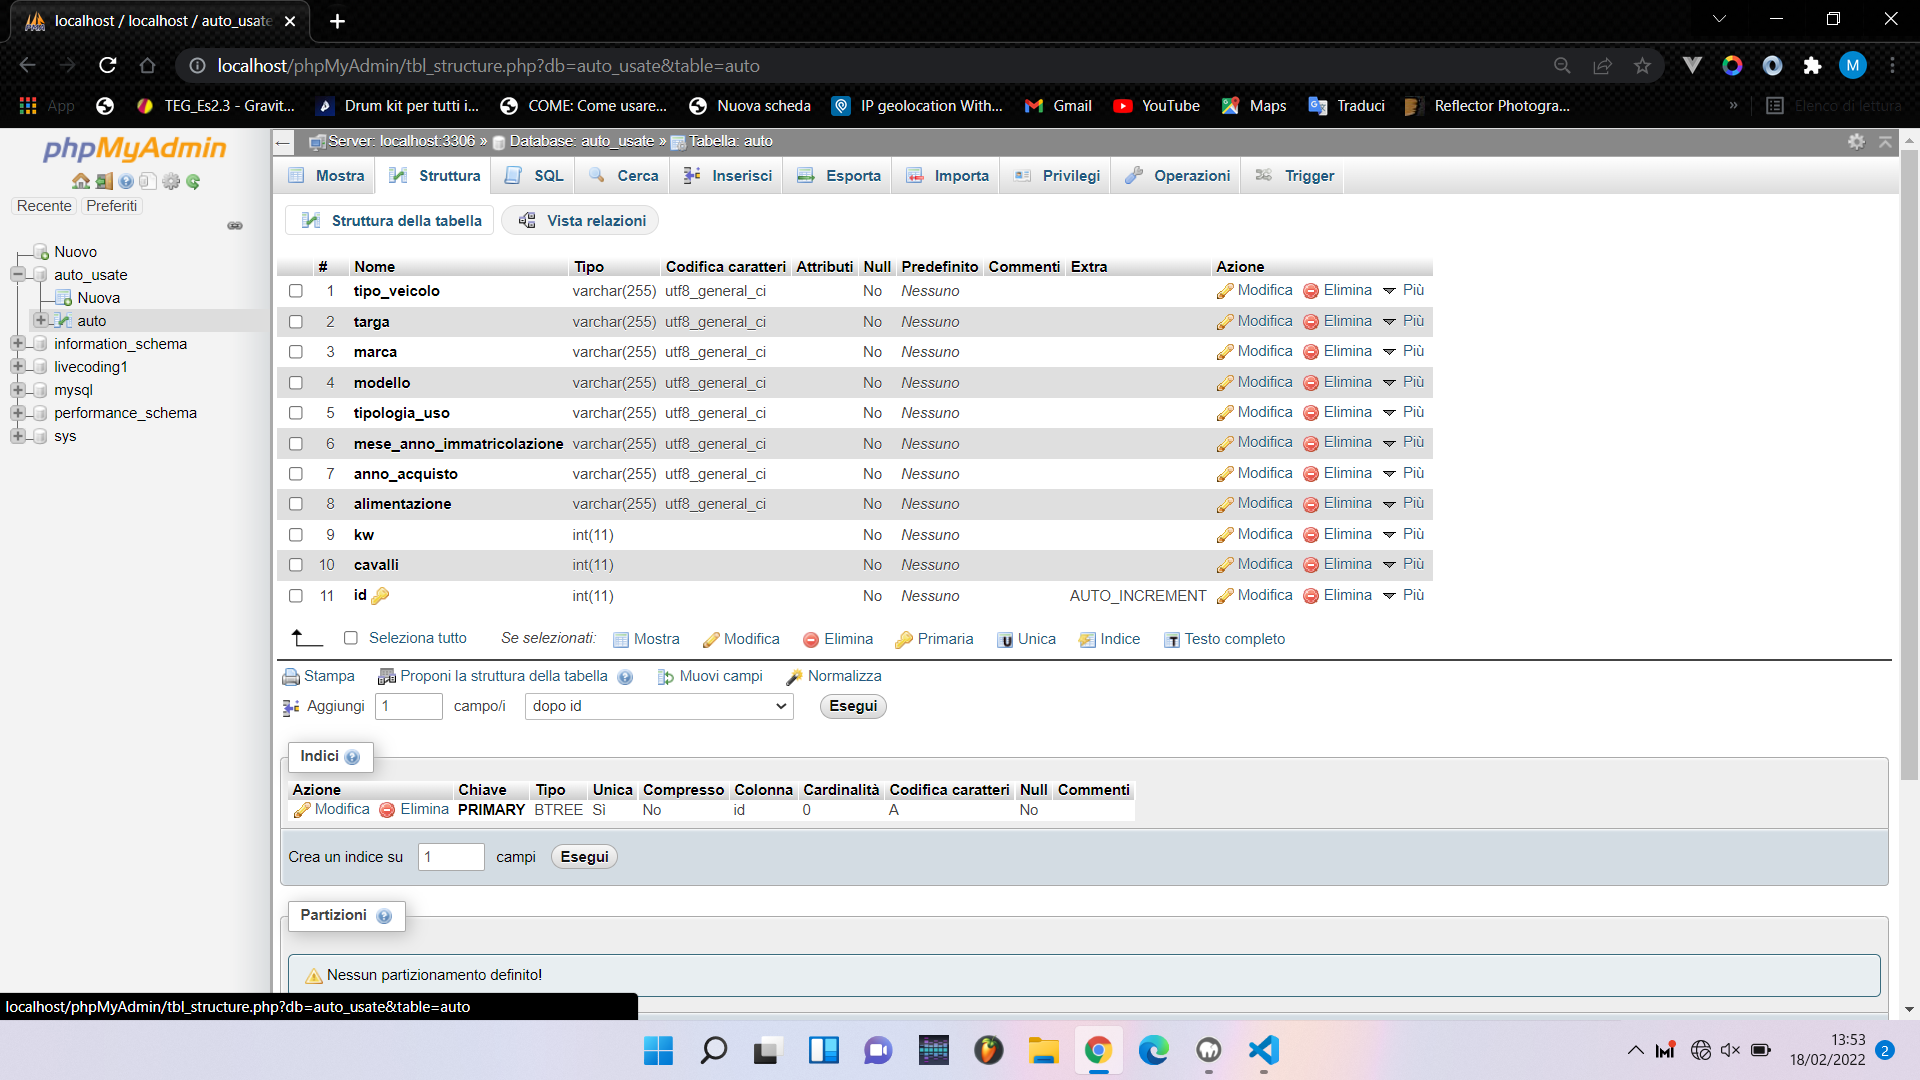 localhost / localhost / auto_usate
localhost/phpMyAdmin/tbl_structure.php?db=auto_usate&table=auto
M
App
TEG_Es2.3 - Gravit...
Drum kit per tutti i...
COME: Come usare...
Nuova scheda
IP geolocation With...
Gmail
YouTube
Maps
Traduci
Reflector Photogra...
»
Elenco di lettura
phpMyAdmin
Recente Preferiti
Nuovo
auto_usate
Nuova
auto
information_schema
livecoding1
mysql
performance_schema
sys
Server: localhost:3306 » Database: auto_usate » Tabella: auto
Mostra Struttura SQL Cerca Inserisci Esporta Importa Privilegi Operazioni Trigger
Struttura della tabella Vista relazioni
# Nome Tipo Codifica caratteri Attributi Null Predefinito Commenti Extra Azione
1 tipo_veicolo varchar(255) utf8_general_ci No Nessuno Modifica Elimina Più
2 targa varchar(255) utf8_general_ci No Nessuno Modifica Elimina Più
3 marca varchar(255) utf8_general_ci No Nessuno Modifica Elimina Più
4 modello varchar(255) utf8_general_ci No Nessuno Modifica Elimina Più
5 tipologia_uso varchar(255) utf8_general_ci No Nessuno Modifica Elimina Più
6 mese_anno_immatricolazione varchar(255) utf8_general_ci No Nessuno Modifica Elimina Più
7 anno_acquisto varchar(255) utf8_general_ci No Nessuno Modifica Elimina Più
8 alimentazione varchar(255) utf8_general_ci No Nessuno Modifica Elimina Più
9 kw int(11) No Nessuno Modifica Elimina Più
10 cavalli int(11) No Nessuno Modifica Elimina Più
11 id int(11) No Nessuno AUTO_INCREMENT Modifica Elimina Più
Seleziona tutto Se selezionati: Mostra Modifica Elimina Primaria Unica Indice Testo completo
Stampa Proponi la struttura della tabella Muovi campi Normalizza
Aggiungi 1 campo/i dopo id Esegui
Indici
Azione Chiave Tipo Unica Compresso Colonna Cardinalità Codifica caratteri Null Commenti
Modifica Elimina PRIMARY BTREE Sì No id 0 A No
Crea un indice su 1 campi Esegui
Partizioni
Nessun partizionamento definito!
localhost/phpMyAdmin/tbl_structure.php?db=auto_usate&table=auto
13:53
18/02/2022
2